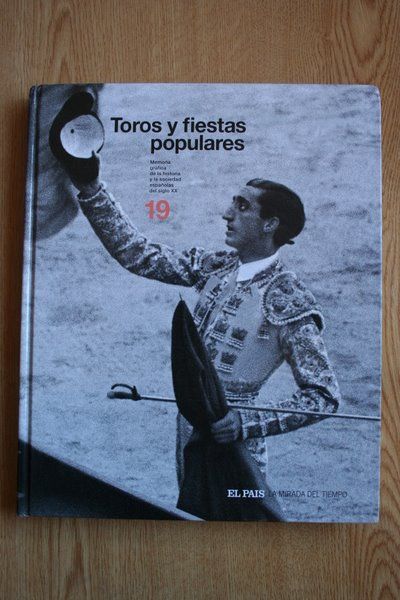 Toros y fiestas
populares
Memoria
gráfica
de la historia
y la sociedad
españolas
del siglo XX
19
EL PAIS LA MIRADA DEL TIEMPO